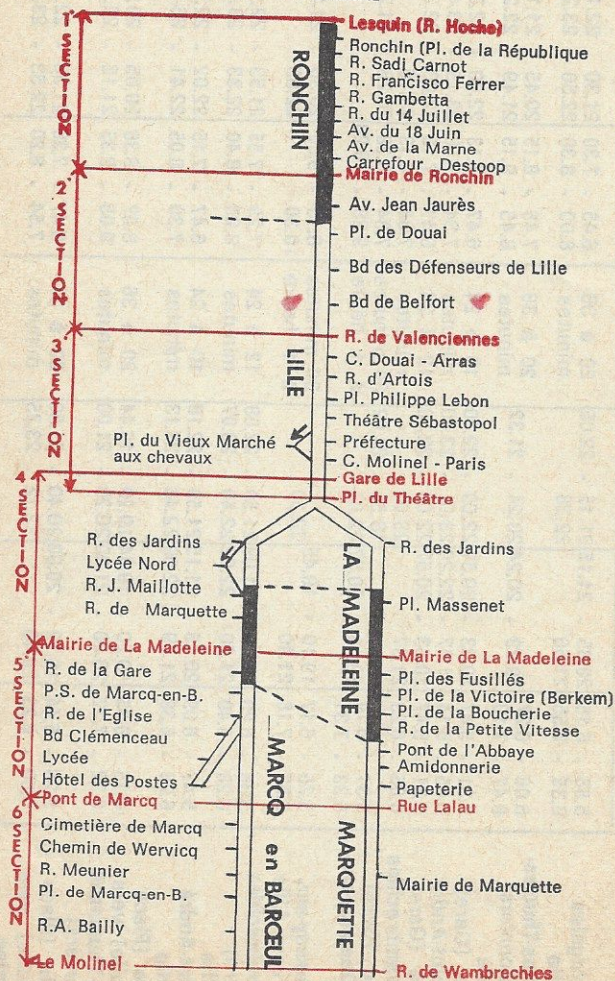 1° SECTION
Lesquin (R. Hoche)
Ronchin (Pl. de la République
R. Sadi Carnot
R. Francisco Ferrer
R. Gambetta
R. du 14 Juillet
Av. du 18 Juin
Av. de la Marne
Carrefour Destoop
RONCHIN
Mairie de Ronchin
2° SECTION
Av. Jean Jaurès
Pl. de Douai
Bd des Défenseurs de Lille
Bd de Belfort
R. de Valenciennes
3° SECTION
LILLE
C. Douai - Arras
R. d'Artois
Pl. Philippe Lebon
Théâtre Sébastopol
Préfecture
C. Molinel - Paris
Pl. du Vieux Marché
aux chevaux
Gare de Lille
Pl. du Théâtre
4° SECTION
R. des Jardins
Lycée Nord
R. J. Maillotte
R. de Marquette
LA MADELEINE
R. des Jardins
Pl. Massenet
Mairie de La Madeleine
Mairie de La Madeleine
5° SECTION
R. de la Gare
P.S. de Marcq-en-B.
R. de l'Eglise
Bd Clémenceau
Lycée
Hôtel des Postes
Pl. des Fusillés
Pl. de la Victoire (Berkem)
Pl. de la Boucherie
R. de la Petite Vitesse
Pont de l'Abbaye
Amidonnerie
Papeterie
Pont de Marcq
Rue Lalau
6° SECTION
Cimetière de Marcq
Chemin de Wervicq
R. Meunier
Pl. de Marcq-en-B.
R.A. Bailly
MARCQ en BARŒUL
MARQUETTE
Mairie de Marquette
Le Molinel
R. de Wambrechies